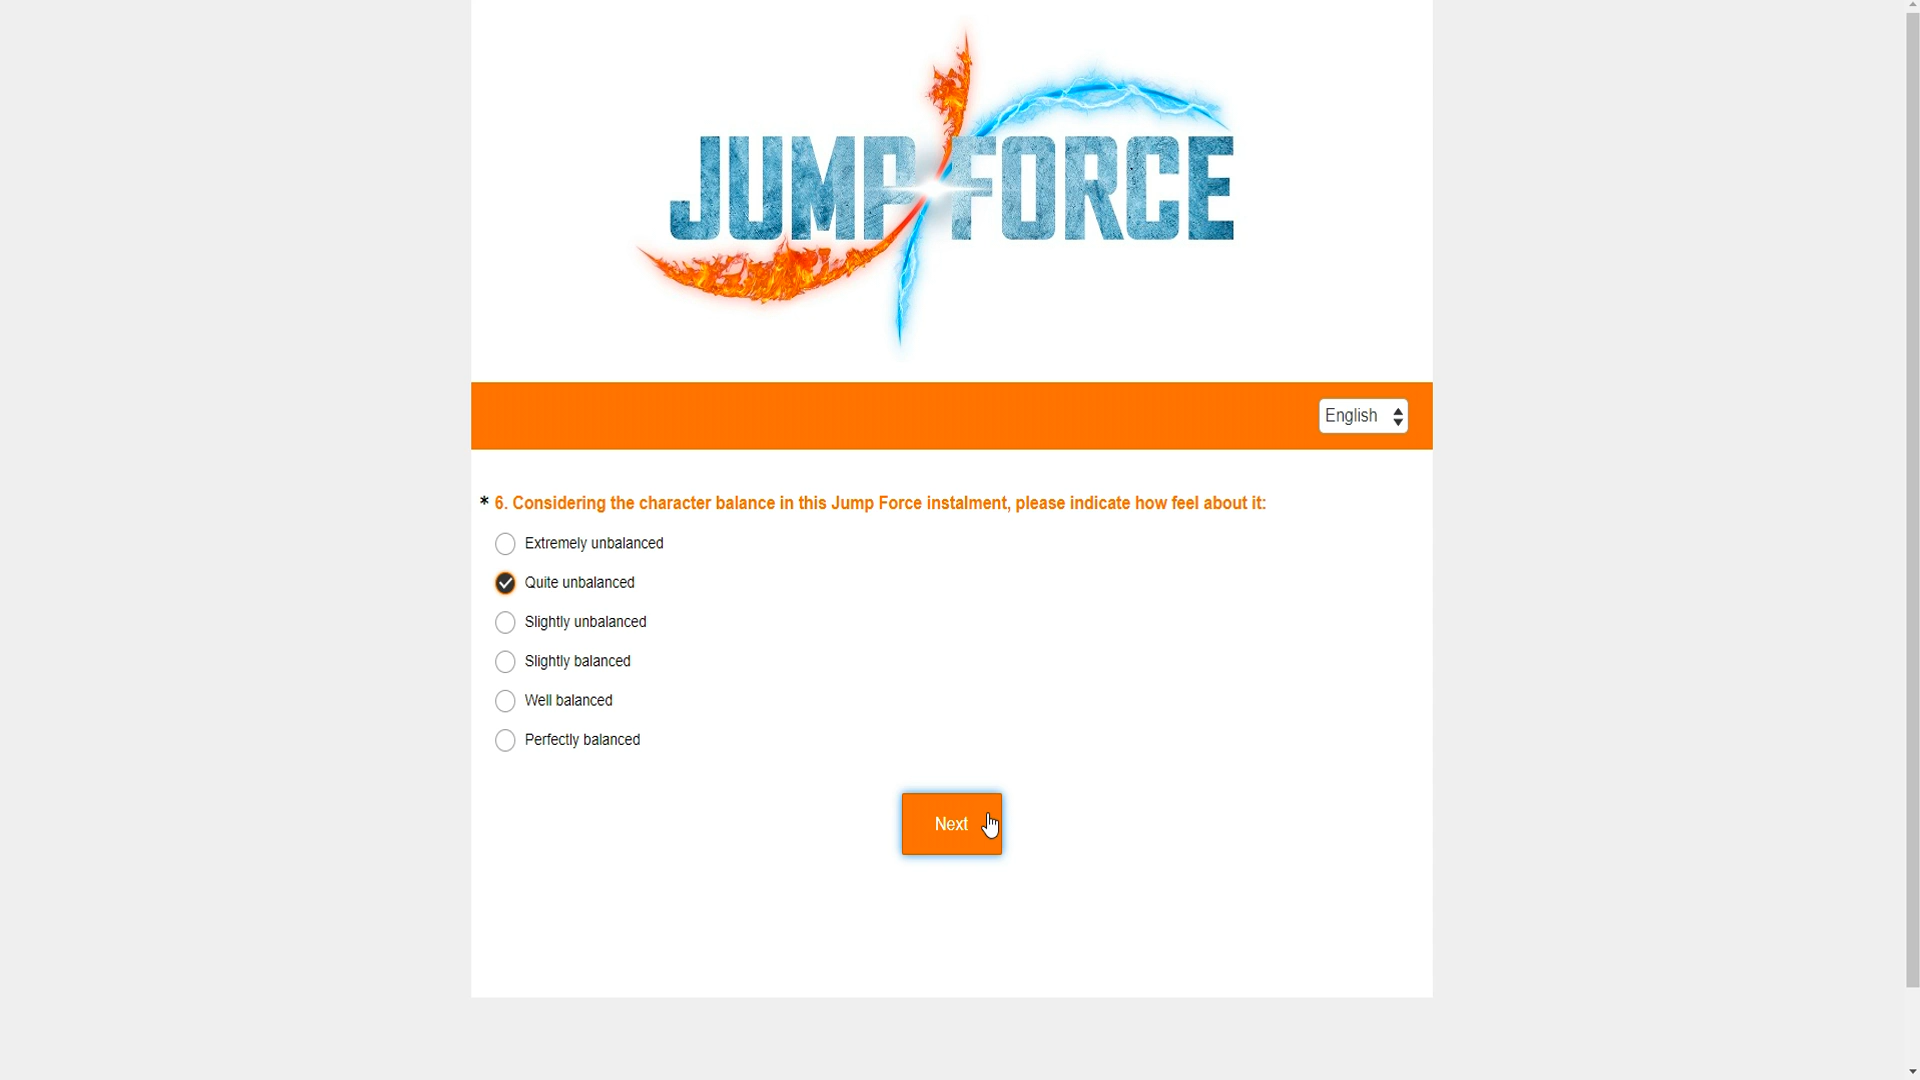 JUMP FORCE
English
* 6. Considering the character balance in this Jump Force instalment, please indicate how feel about it:
Extremely unbalanced
Quite unbalanced
Slightly unbalanced
Slightly balanced
Well balanced
Perfectly balanced
Next